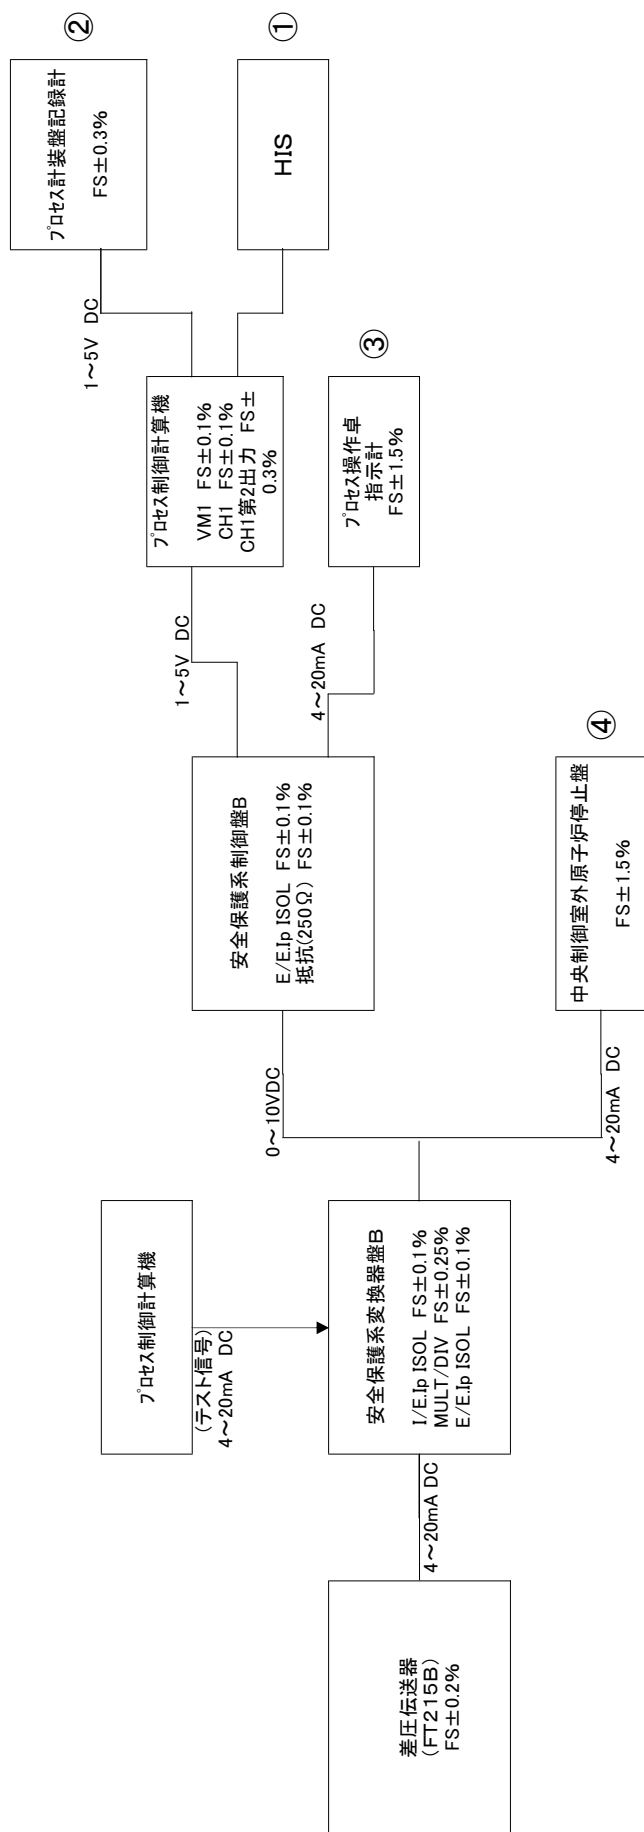 差圧伝送器
(FT215B)
FS±0.2%
4～20mA DC
プロセス制御計算機
(テスト信号)
4～20mA DC
安全保護系変換器盤B
I/E.Ip ISOL FS±0.1%
MULT/DIV FS±0.25%
E/E.Ip ISOL FS±0.1%
0～10VDC
4～20mA DC
安全保護系制御盤B
E/E.Ip ISOL FS±0.1%
抵抗(250Ω) FS±0.1%
中央制御室外原子炉停止盤
FS±1.5%
④
1～5V DC
4～20mA DC
プロセス制御計算機
VM1 FS±0.1%
CH1 FS±0.1%
CH1第2出力 FS±
0.3%
プロセス操作卓
指示計
FS±1.5%
③
1～5V DC
プロセス計装盤記録計
FS±0.3%
②
HIS
①